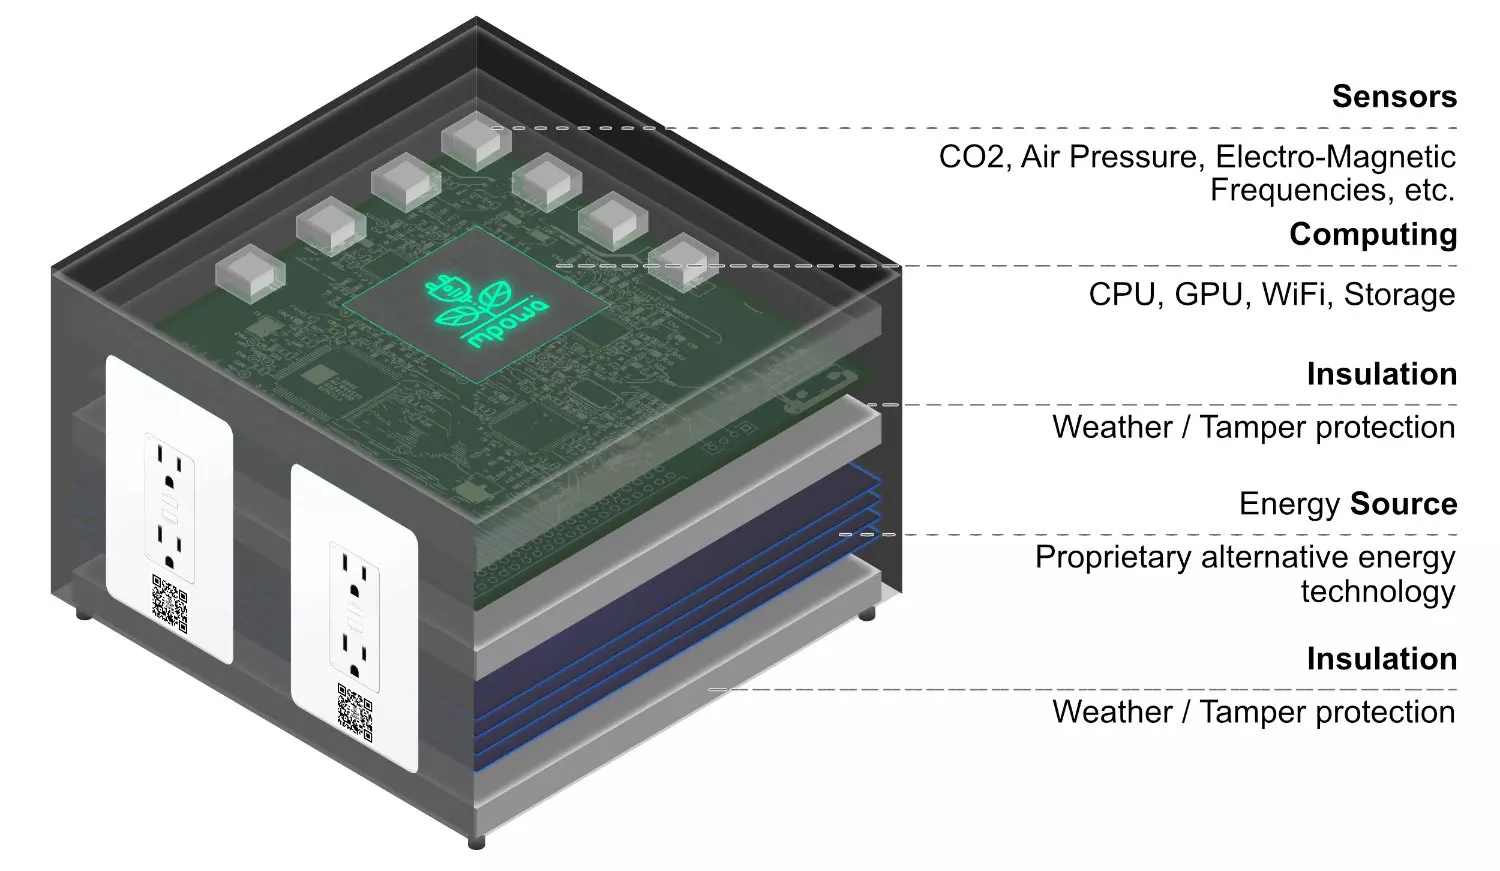 Sensors
CO2, Air Pressure, Electro-Magnetic
Frequencies, etc.
Computing
CPU, GPU, WiFi, Storage
Insulation
Weather / Tamper protection
Energy Source
Proprietary alternative energy
technology
Insulation
Weather / Tamper protection
mpowa